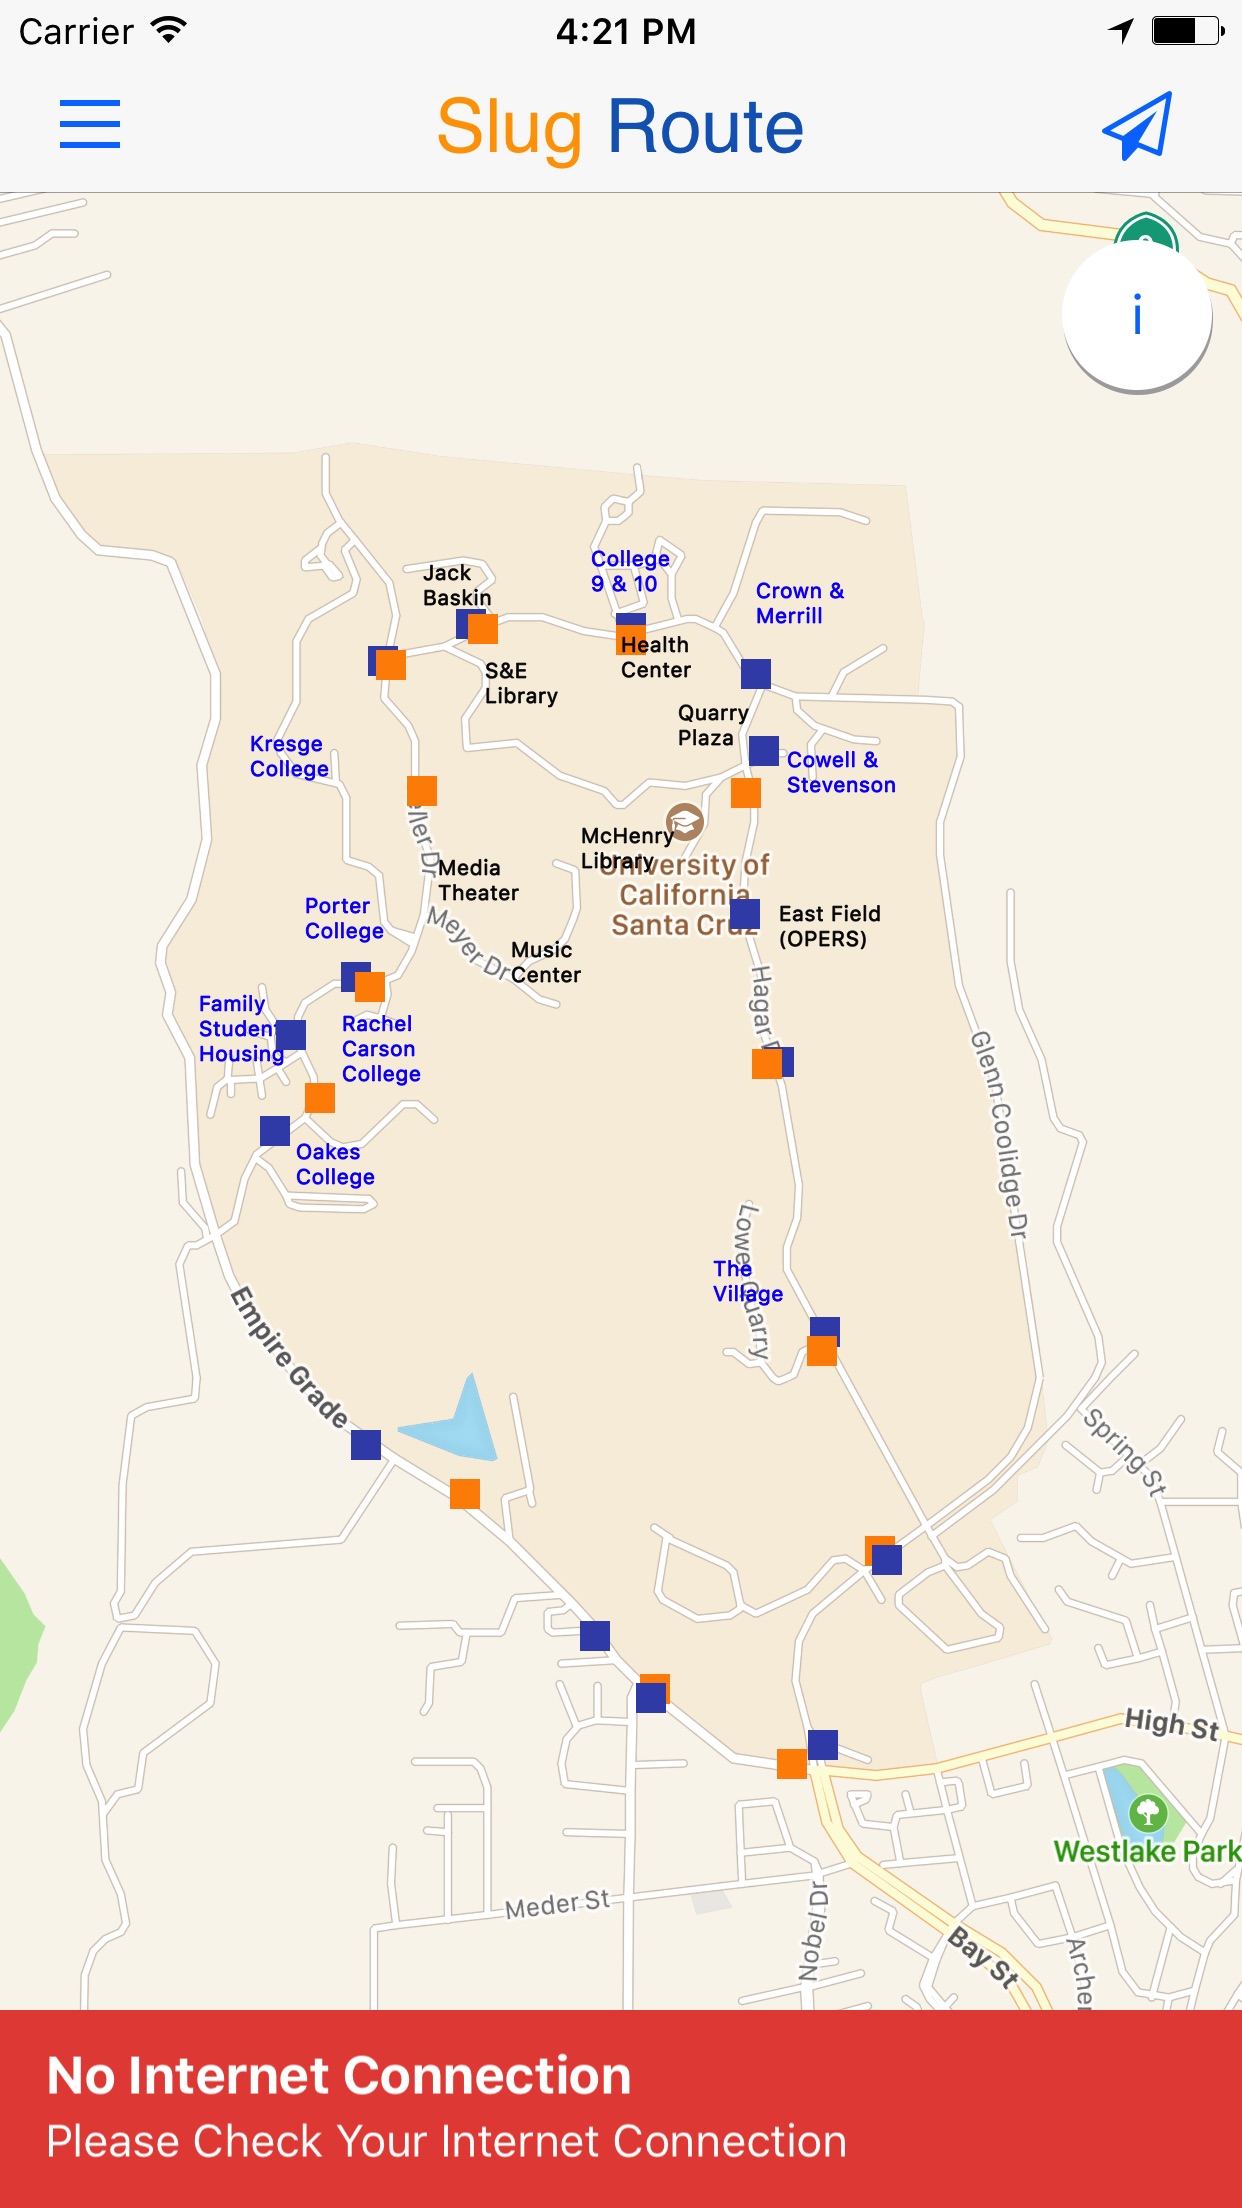 Carrier
4:21 PM
Slug Route
i
College
9 & 10
Jack
Baskin
Crown &
Merrill
Health
Center
S&E
Library
Quarry
Plaza
Kresge
College
Cowell &
Stevenson
McHenry
Library
University of
California
Santa Cruz
Media
Theater
Porter
College
Meyer Dr
East Field
(OPERS)
Music
Center
Hagar D
Family
Student
Housing
Rachel
Carson
College
Glenn Coolidge Dr
Oakes
College
Lower Quarry
The
Village
Empire Grade
Spring St
High St
Westlake Park
Meder St
Nobel Dr
Bay St
Archer
No Internet Connection
Please Check Your Internet Connection